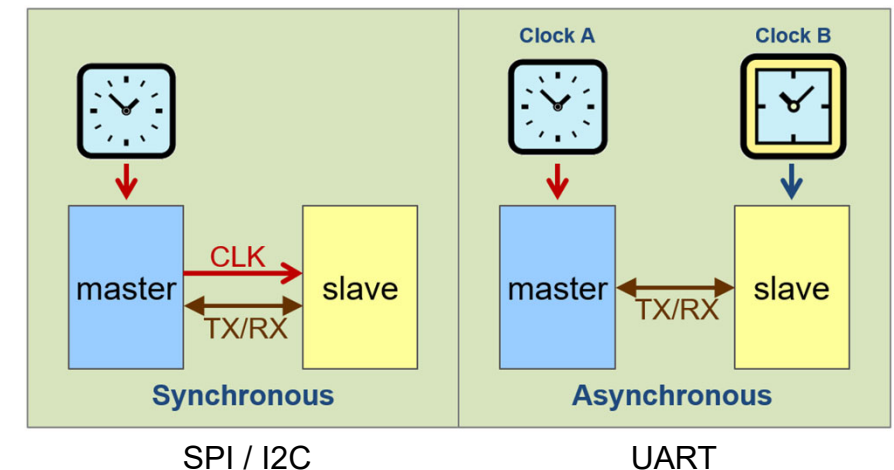 Clock A
Clock B
CLK
master
slave
TX/RX
master
slave
TX/RX
Synchronous
Asynchronous
SPI / I2C
UART